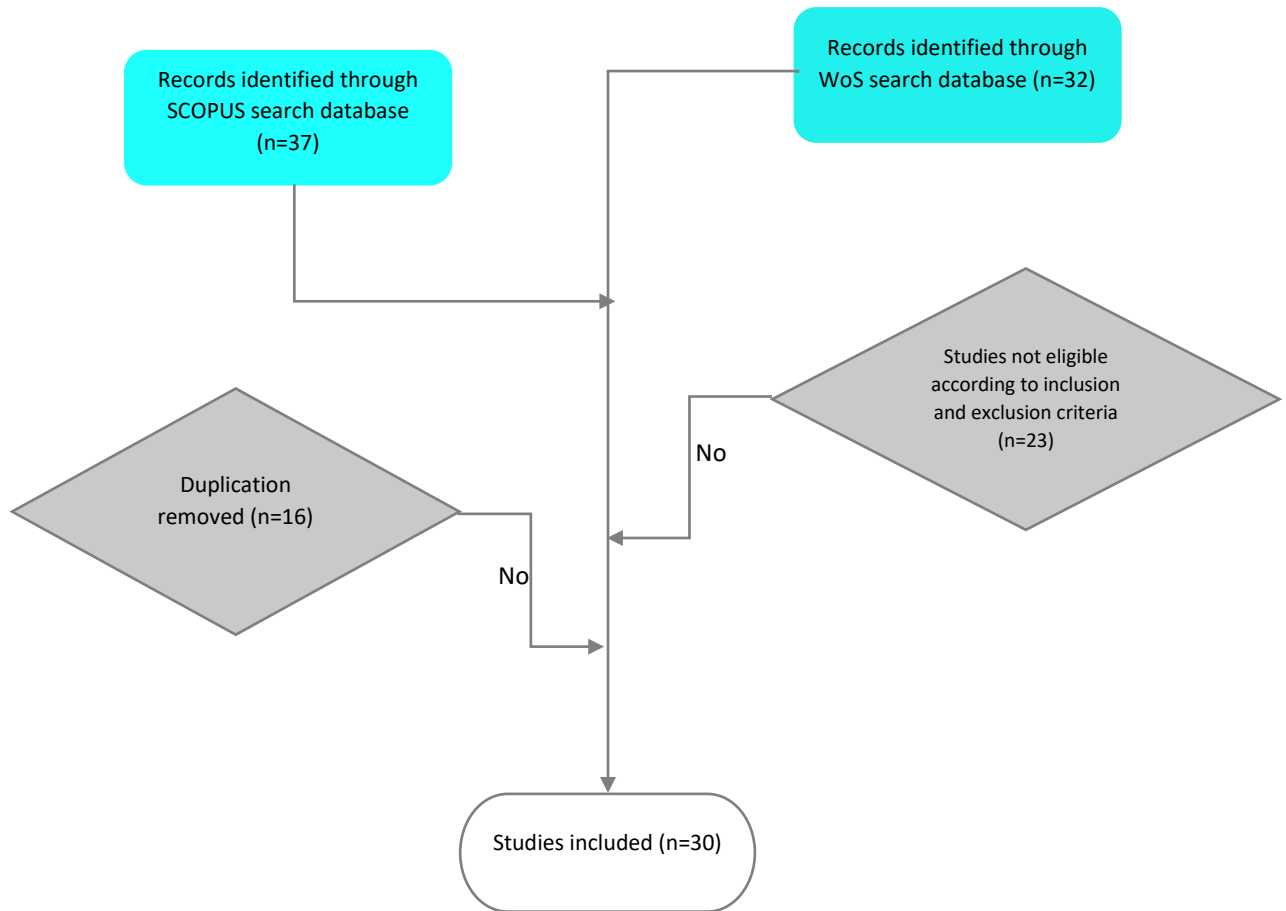 Records identified through
SCOPUS search database
(n=37)
Records identified through
WoS search database (n=32)
Studies not eligible
according to inclusion
and exclusion criteria
(n=23)
No
Duplication
removed (n=16)
No
Studies included (n=30)